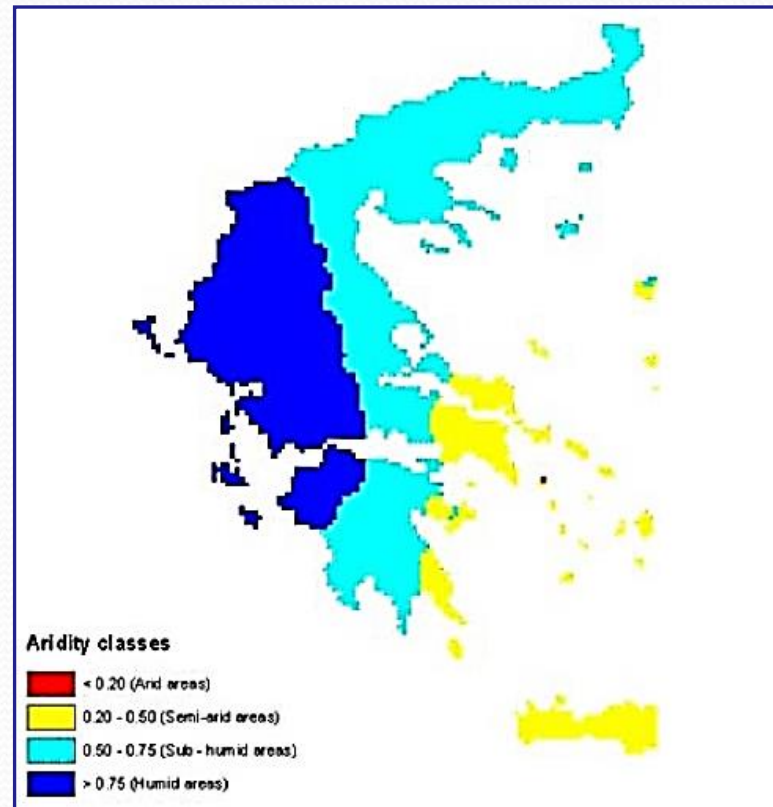 Aridity classes
< 0.20 (Arid areas)
0.20 - 0.50 (Semi-arid areas)
0.50 - 0.75 (Sub - humid areas)
> 0.75 (Humid areas)